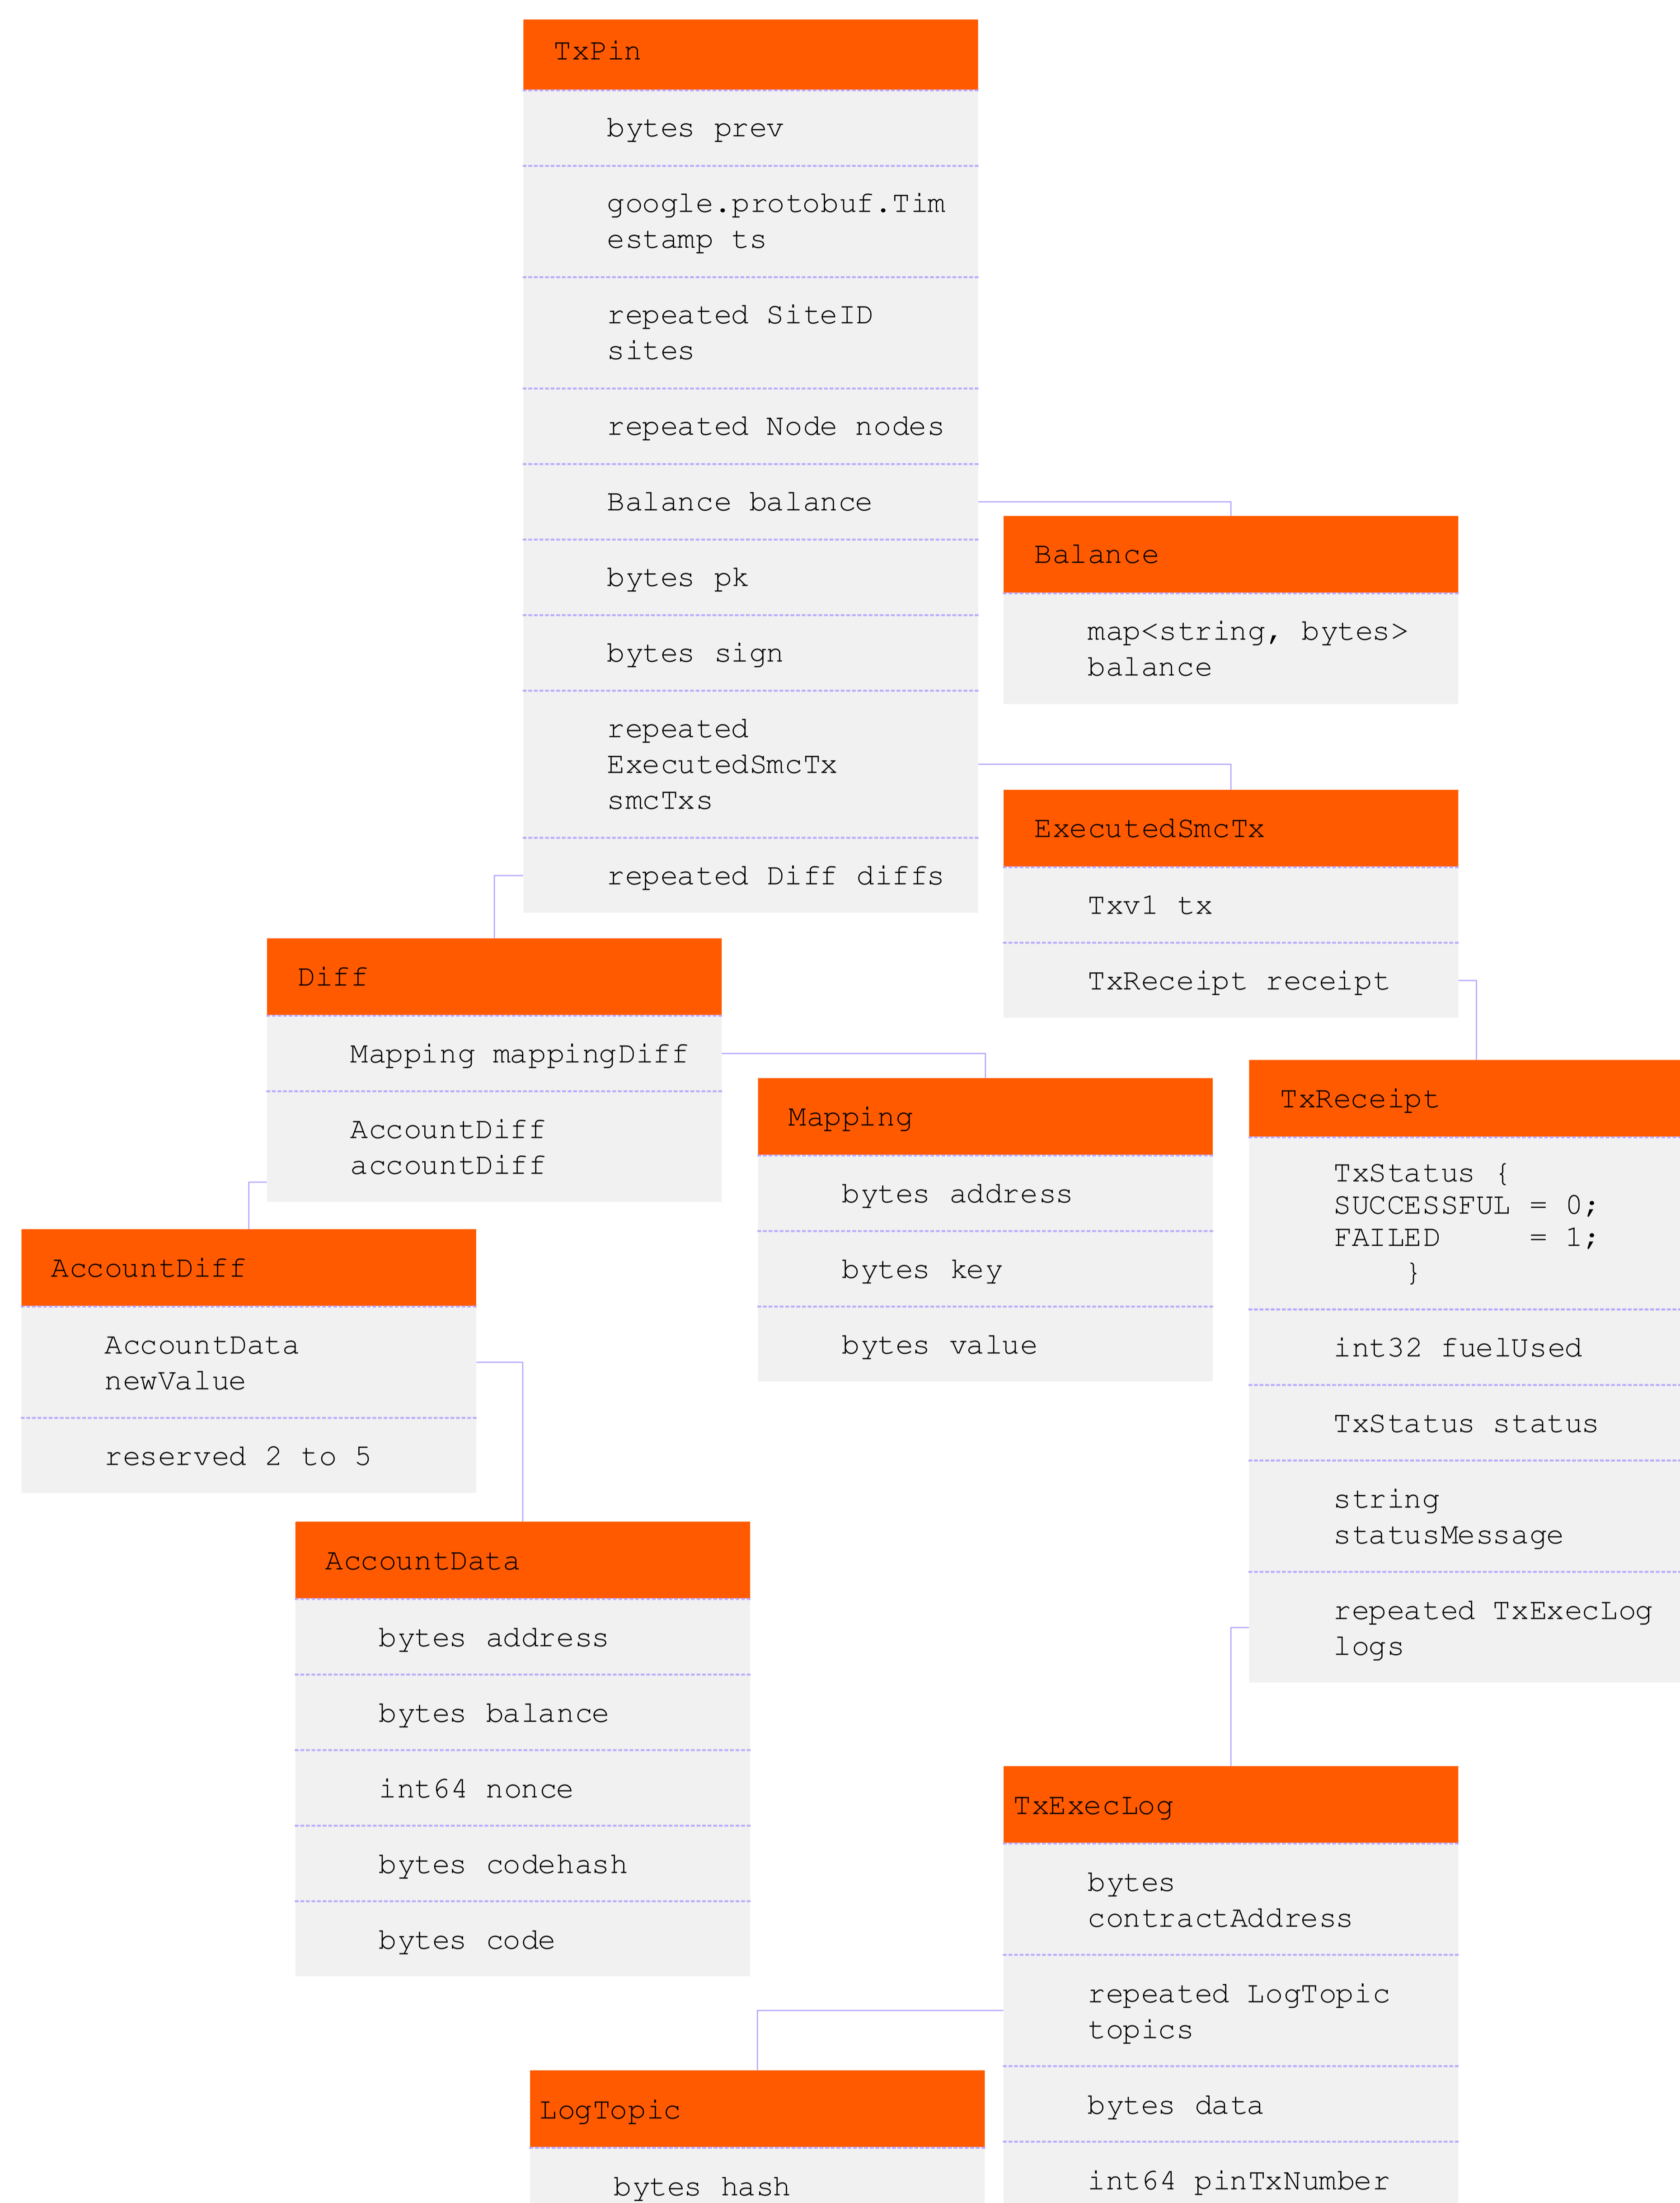 TxPin
bytes prev
google.protobuf.Tim
estamp ts
repeated SiteID
sites
repeated Node nodes
Balance balance
bytes pk
bytes sign
repeated
ExecutedSmcTx
smcTxs
repeated Diff diffs
Balance
map<string, bytes>
balance
ExecutedSmcTx
Txv1 tx
TxReceipt receipt
Diff
Mapping mappingDiff
AccountDiff
accountDiff
Mapping
bytes address
bytes key
bytes value
TxReceipt
TxStatus {
SUCCESSFUL = 0;
FAILED     = 1;
}
int32 fuelUsed
TxStatus status
string
statusMessage
repeated TxExecLog
logs
AccountDiff
AccountData
newValue
reserved 2 to 5
AccountData
bytes address
bytes balance
int64 nonce
bytes codehash
bytes code
TxExecLog
bytes
contractAddress
repeated LogTopic
topics
bytes data
int64 pinTxNumber
LogTopic
bytes hash